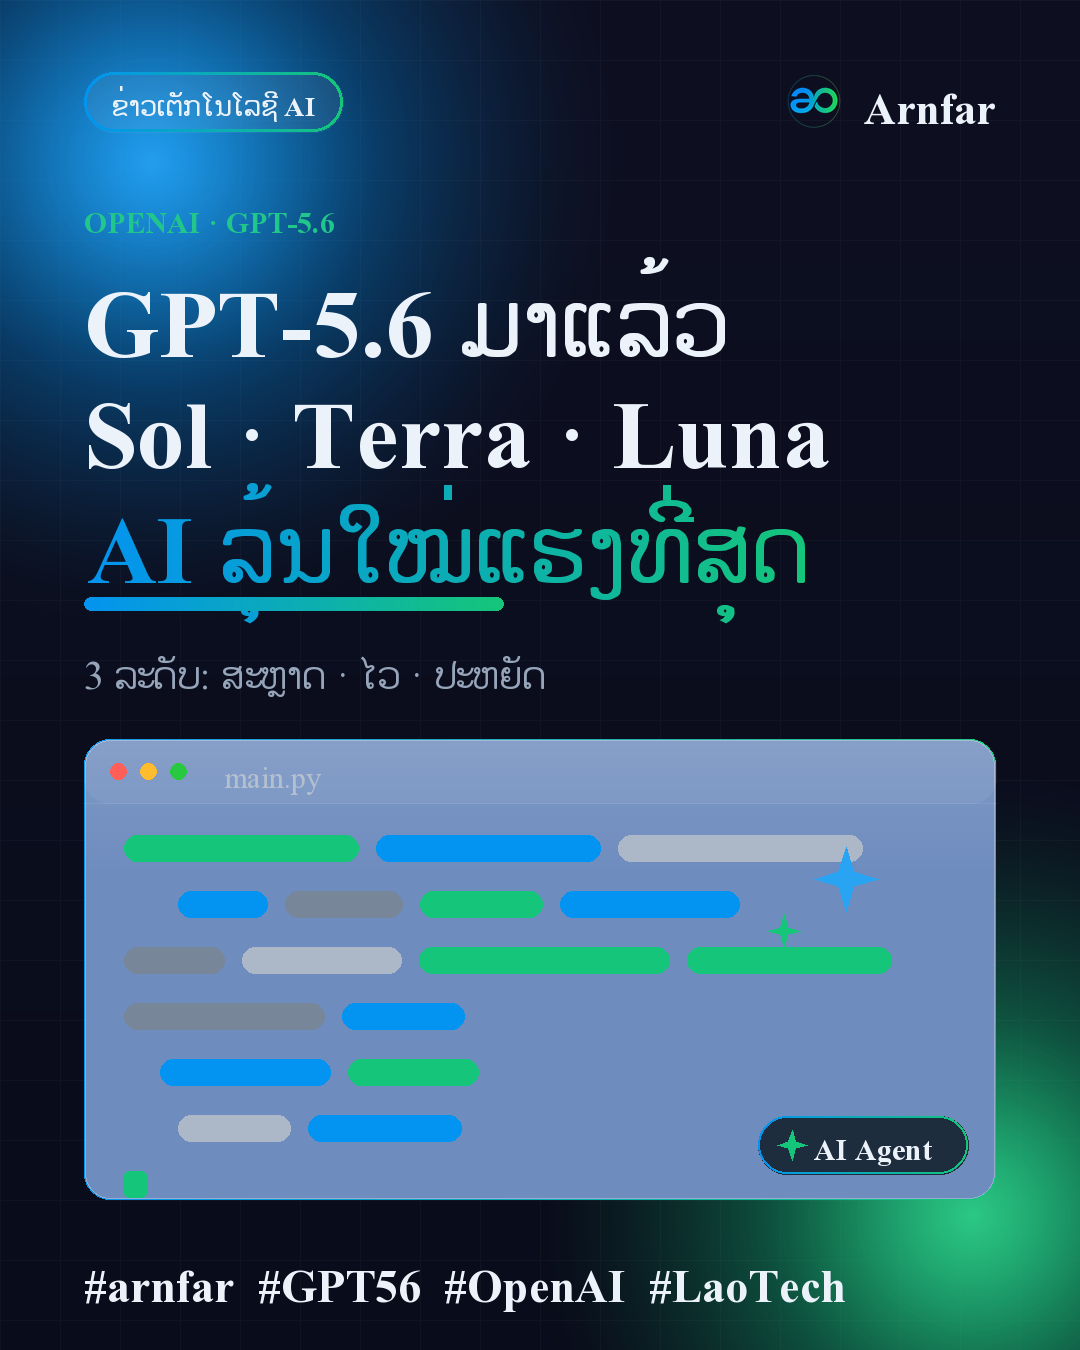 ຂ່າວເຕັກໂນໂລຊີ AI
Arnfar
OPENAI · GPT-5.6
GPT-5.6 ມາແລ້ວ
Sol · Terra · Luna
AI ລຸ້ນໃໝ່ແຮງທີ່ສຸດ
3 ລະດັບ: ສະຫຼາດ · ໄວ · ປະຫຍັດ
main.py
AI Agent
#arnfar #GPT56 #OpenAI #LaoTech